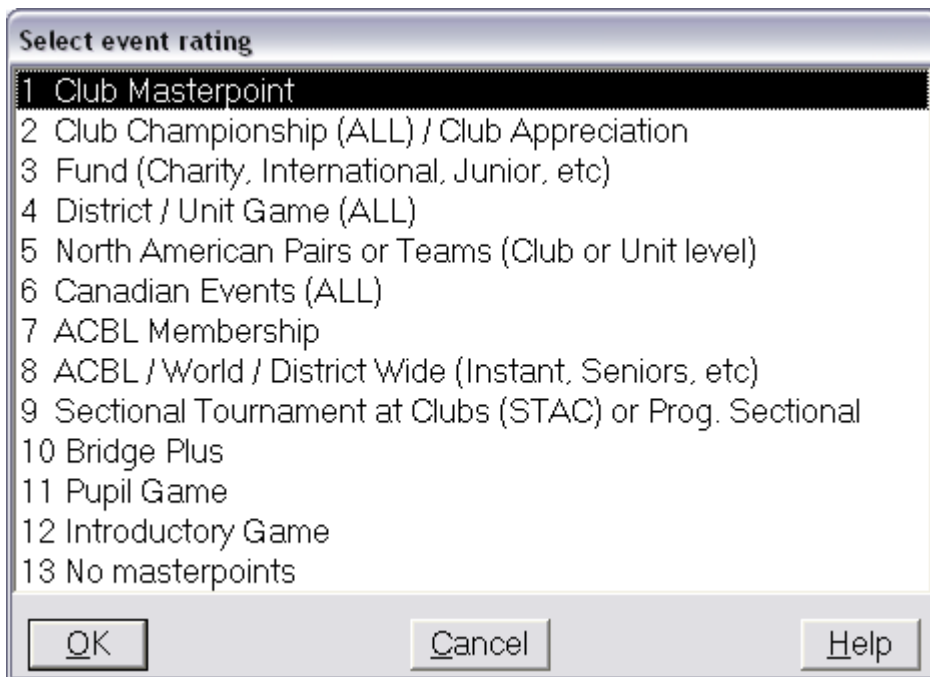 Select event rating
1 Club Masterpoint
2 Club Championship (ALL) / Club Appreciation
3 Fund (Charity, International, Junior, etc)
4 District / Unit Game (ALL)
5 North American Pairs or Teams (Club or Unit level)
6 Canadian Events (ALL)
7 ACBL Membership
8 ACBL / World / District Wide (Instant, Seniors, etc)
9 Sectional Tournament at Clubs (STAC) or Prog. Sectional
10 Bridge Plus
11 Pupil Game
12 Introductory Game
13 No masterpoints
OK Cancel Help